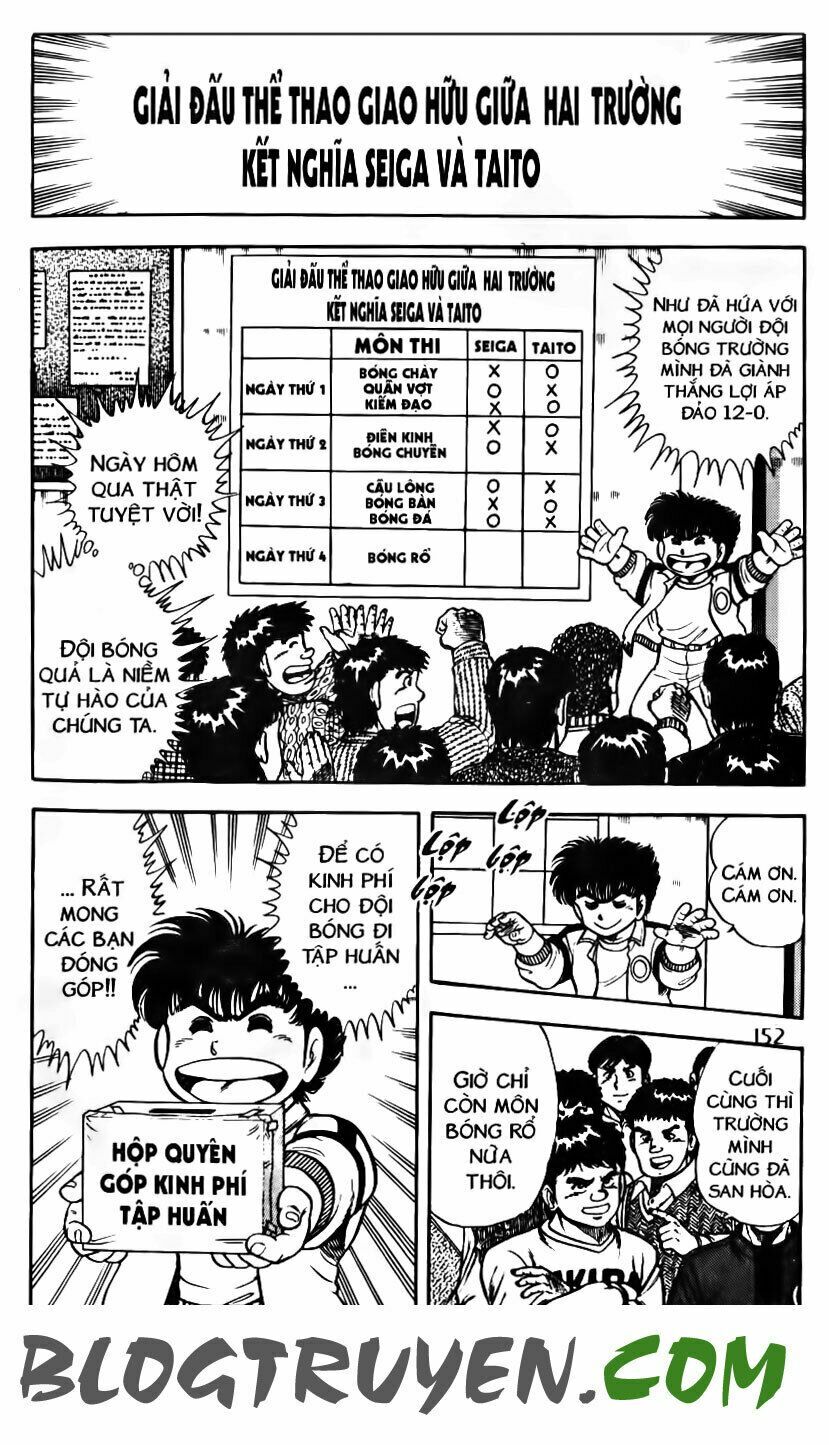 GIẢI ĐẤU THỂ THAO GIAO HỮU GIỮA HAI TRƯỜNG
KẾT NGHĨA SEIGA VÀ TAITO
GIẢI ĐẤU THỂ THAO GIAO HỮU GIỮA HAI TRƯỜNG
KẾT NGHĨA SEIGA VÀ TAITO
MÔN THI SEIGA TAITO
NGÀY THỨ 1
BÓNG CHÀY X O
QUẦN VỢT O X
KIẾM ĐẠO X O
NGÀY THỨ 2
ĐIỀN KINH X O
BÓNG CHUYỀN O X
NGÀY THỨ 3
CẦU LÔNG O X
BÓNG BÀN X O
BÓNG ĐÁ O X
NGÀY THỨ 4 BÓNG RỔ
NHƯ ĐÃ HỨA VỚI
MỌI NGƯỜI ĐỘI
BÓNG TRƯỜNG
MÌNH ĐÃ GIÀNH
THẮNG LỢI ÁP
ĐẢO 12-0.
NGÀY HÔM
QUA THẬT
TUYỆT VỜI!
ĐỘI BÓNG
QUẢ LÀ NIỀM
TỰ HÀO CỦA
CHÚNG TA.
ĐỂ CÓ
KINH PHÍ
CHO ĐỘI
BÓNG ĐI
TẬP HUẤN
...
... RẤT
MONG
CÁC BẠN
ĐÓNG
GÓP!!
HỘP QUYÊN
GÓP KINH PHÍ
TẬP HUẤN
LỘP
LỘP
LỘP
LỘP
CÁM ƠN.
CÁM ƠN.
152
CUỐI
CÙNG THÌ
TRƯỜNG
MÌNH
CŨNG ĐÃ
SAN HÒA.
GIỜ CHỈ
CÒN MÔN
BÓNG RỔ
NỮA
THÔI.
BLOGTRUYEN.COM